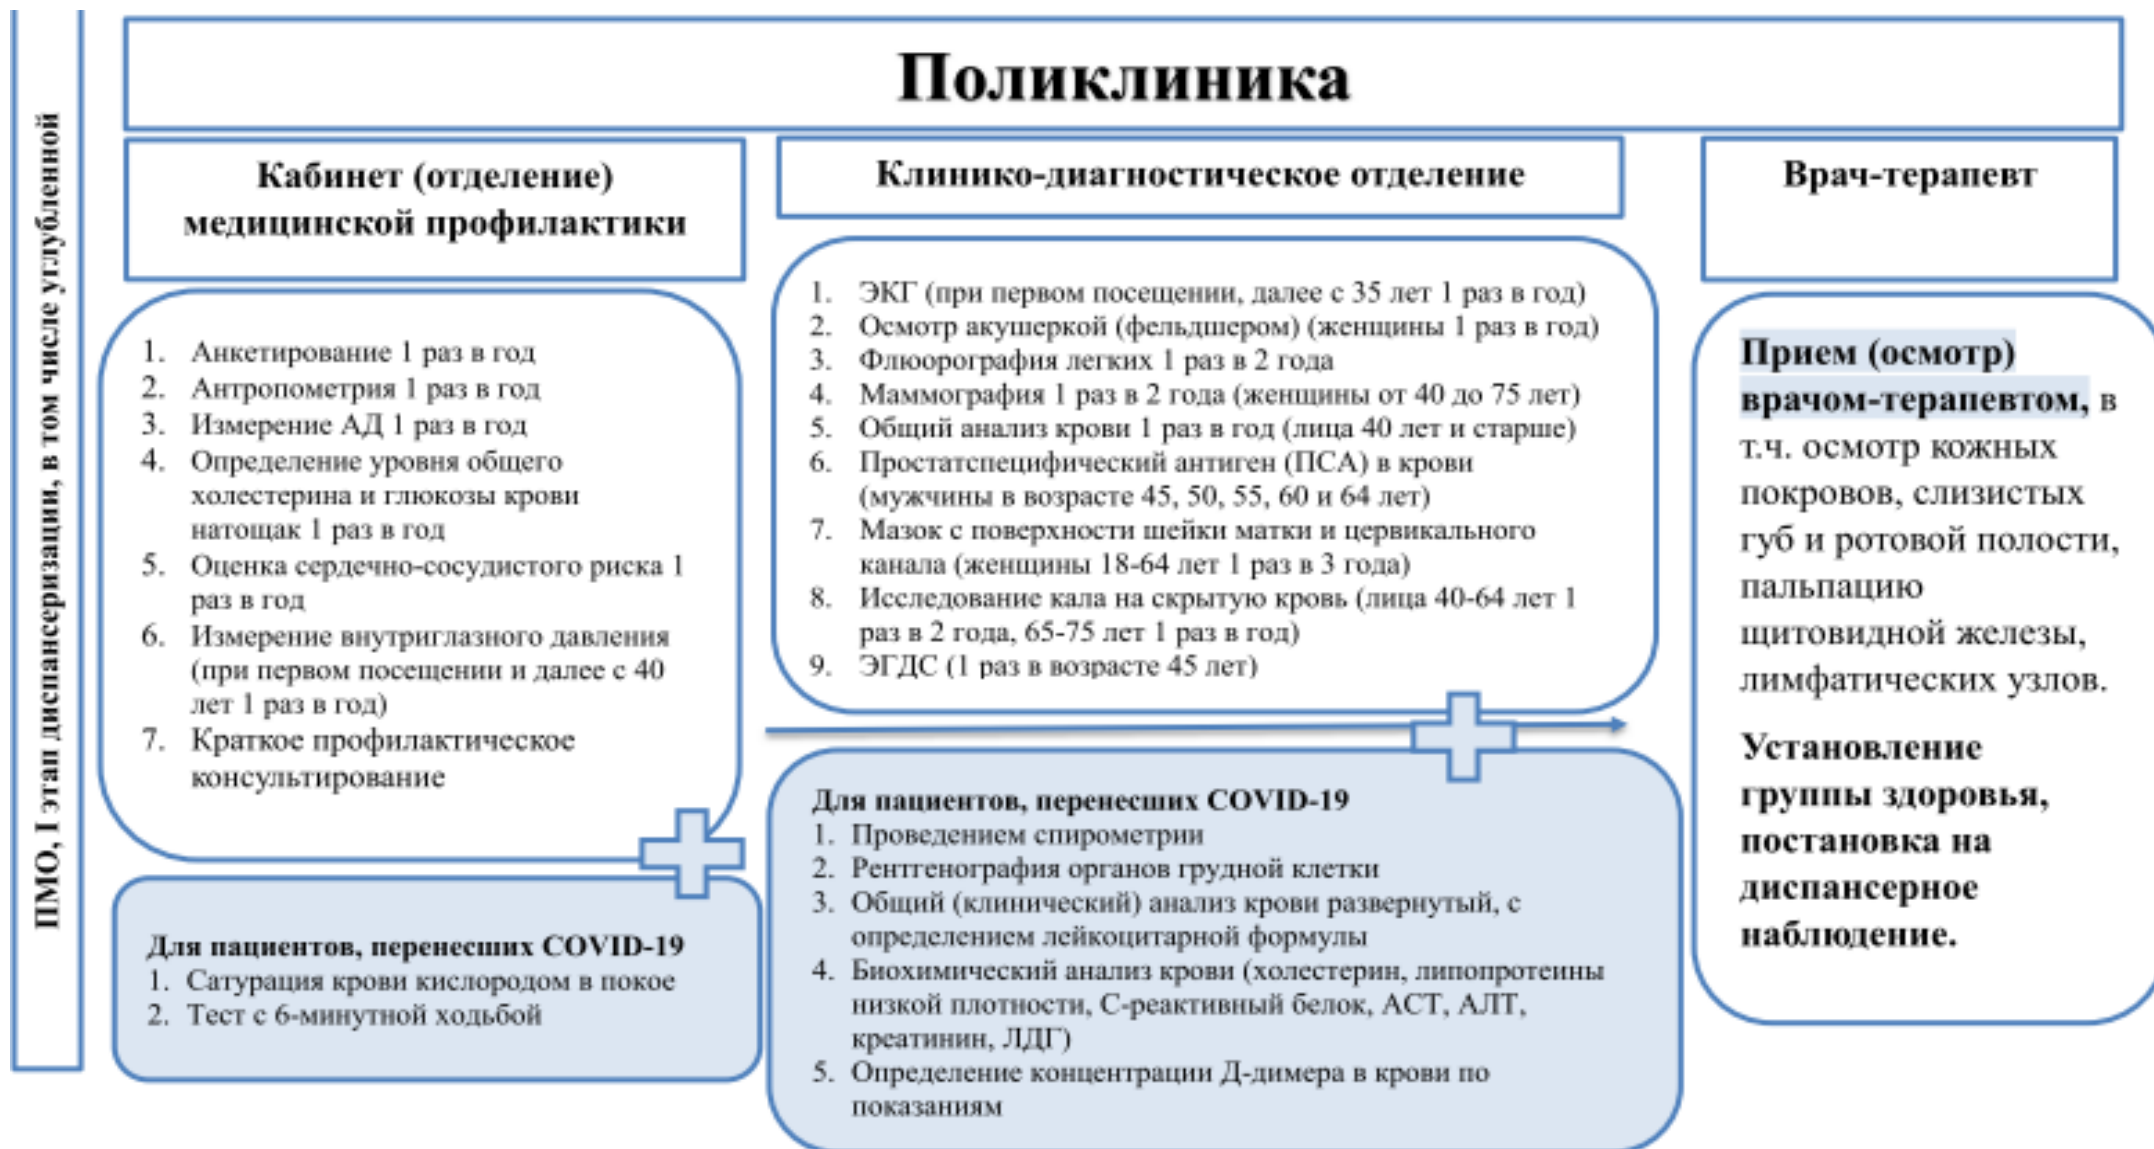 ПМО, I этап диспансеризации, в том числе углубленной
Поликлиника
Кабинет (отделение)
медицинской профилактики
1. Анкетирование 1 раз в год
2. Антропометрия 1 раз в год
3. Измерение АД 1 раз в год
4. Определение уровня общего
холестерина и глюкозы крови
натощак 1 раз в год
5. Оценка сердечно-сосудистого риска 1
раз в год
6. Измерение внутриглазного давления
(при первом посещении и далее с 40
лет 1 раз в год)
7. Краткое профилактическое
консультирование
Для пациентов, перенесших COVID-19
1. Сатурация крови кислородом в покое
2. Тест с 6-минутной ходьбой
Клинико-диагностическое отделение
1. ЭКГ (при первом посещении, далее с 35 лет 1 раз в год)
2. Осмотр акушеркой (фельдшером) (женщины 1 раз в год)
3. Флюорография легких 1 раз в 2 года
4. Маммография 1 раз в 2 года (женщины от 40 до 75 лет)
5. Общий анализ крови 1 раз в год (лица 40 лет и старше)
6. Простатспецифический антиген (ПСА) в крови
(мужчины в возрасте 45, 50, 55, 60 и 64 лет)
7. Мазок с поверхности шейки матки и цервикального
канала (женщины 18-64 лет 1 раз в 3 года)
8. Исследование кала на скрытую кровь (лица 40-64 лет 1
раз в 2 года, 65-75 лет 1 раз в год)
9. ЭГДС (1 раз в возрасте 45 лет)
Для пациентов, перенесших COVID-19
1. Проведением спирометрии
2. Рентгенография органов грудной клетки
3. Общий (клинический) анализ крови развернутый, с
определением лейкоцитарной формулы
4. Биохимический анализ крови (холестерин, липопротеины
низкой плотности, С-реактивный белок, АСТ, АЛТ,
креатинин, ЛДГ)
5. Определение концентрации Д-димера в крови по
показаниям
Врач-терапевт
Прием (осмотр)
врачом-терапевтом, в
т.ч. осмотр кожных
покровов, слизистых
губ и ротовой полости,
пальпацию
щитовидной железы,
лимфатических узлов.
Установление
группы здоровья,
постановка на
диспансерное
наблюдение.